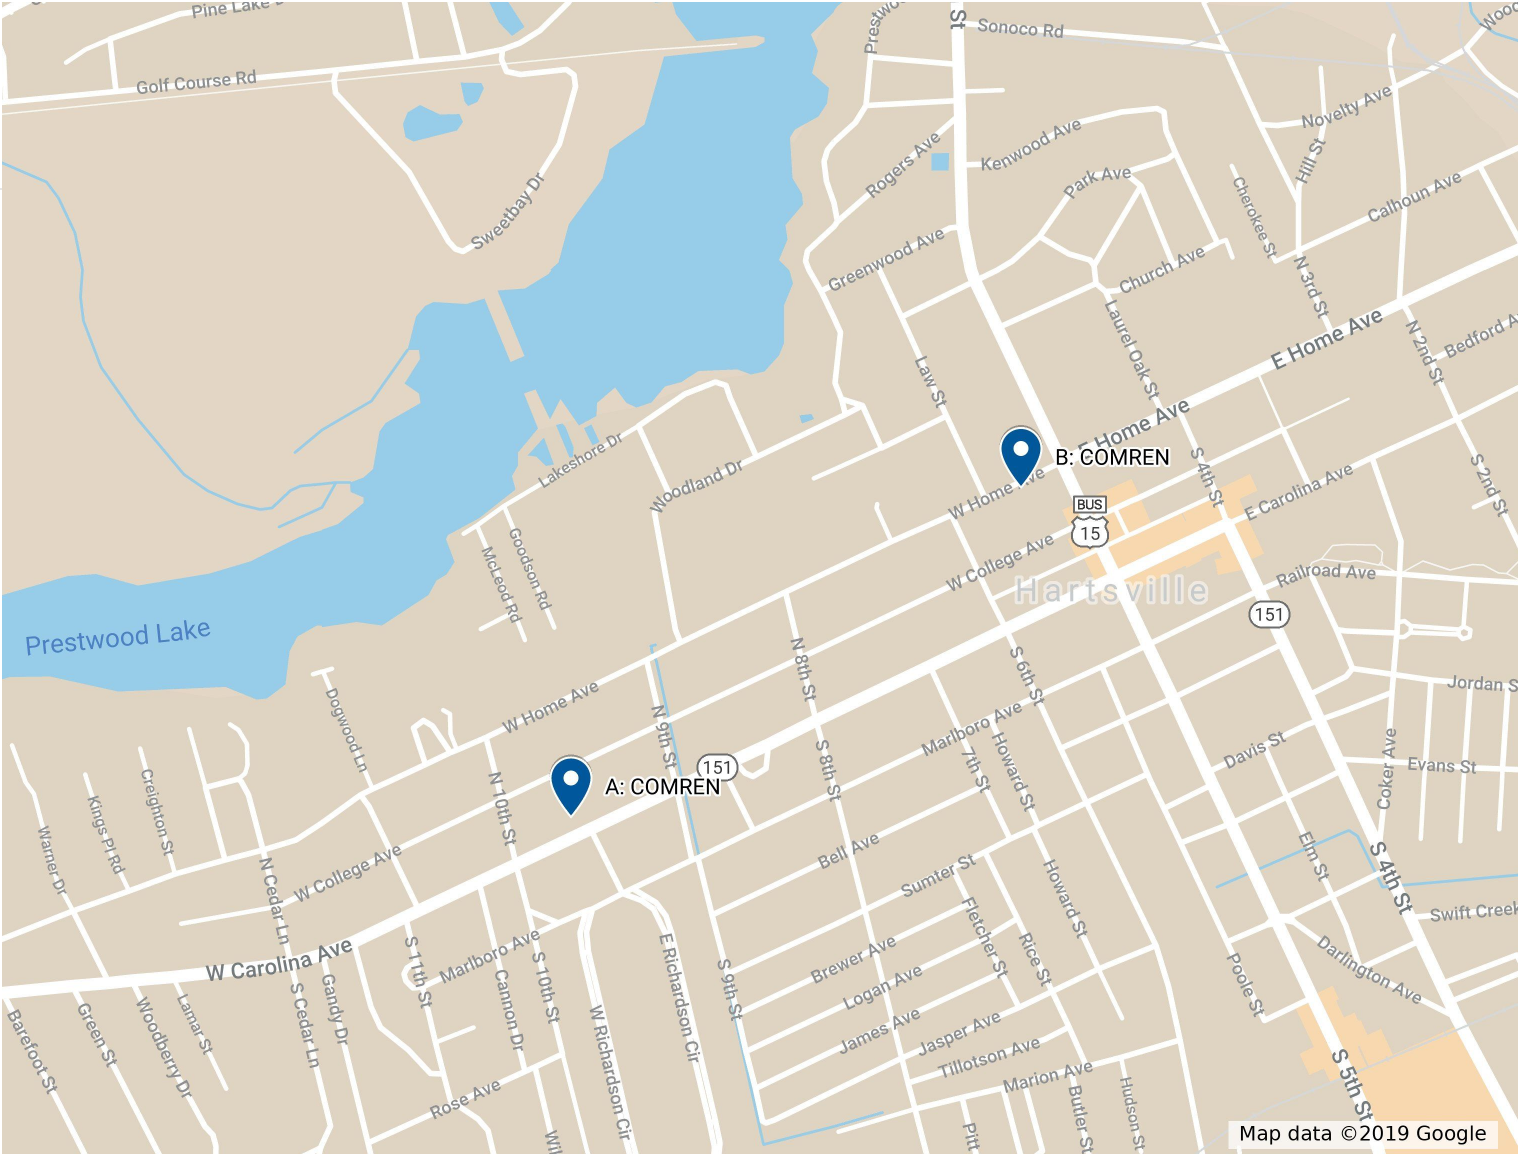 Pine Lake D
Golf Course Rd
Sweetbay Dr
Prestwo
St
Sonoco Rd
Wood
Novelty Ave
Hill St
Kenwood Ave
Rogers Ave
Park Ave
Cherokee St
Calhoun Ave
Greenwood Ave
Church Ave
N 3rd St
E Home Ave
Laurel Oak St
N 2nd St
Bedford A
Law St
E Home Ave
B: COMREN
Lakeshore Dr
Woodland Dr
W Home Ave
BUS
15
S 4th St
E Carolina Ave
S 2nd St
Goodson Rd
McLeod Rd
W College Ave
Hartsville
Railroad Ave
151
Prestwood Lake
N 8th St
S 6th St
Jordan S
Dogwood Ln
W Home Ave
N 9th St
Marlboro Ave
151
S 8th St
7th St
Howard St
Davis St
Evans St
Coker Ave
A: COMREN
N 10th St
Creighton St
Kings Pl Rd
Warner Dr
N Cedar Ln
W College Ave
Bell Ave
Sumter St
Howard St
Elm St
S 4th St
Swift Creek
W Carolina Ave
S 11th St
Marlboro Ave
E Richardson Cir
S 9th St
Brewer Ave
Fletcher St
Rice St
Logan Ave
Darlington Ave
Poole St
Barefoot St
Green St
Woodberry Dr
Lamar St
S Cedar Ln
Gandy Dr
Cannon Dr
S 10th St
W Richardson Cir
James Ave
Jasper Ave
Tillotson Ave
Marion Ave
Rose Ave
Wil
Pitt
Butler St
Hudson St
S 5th St
Map data ©2019 Google